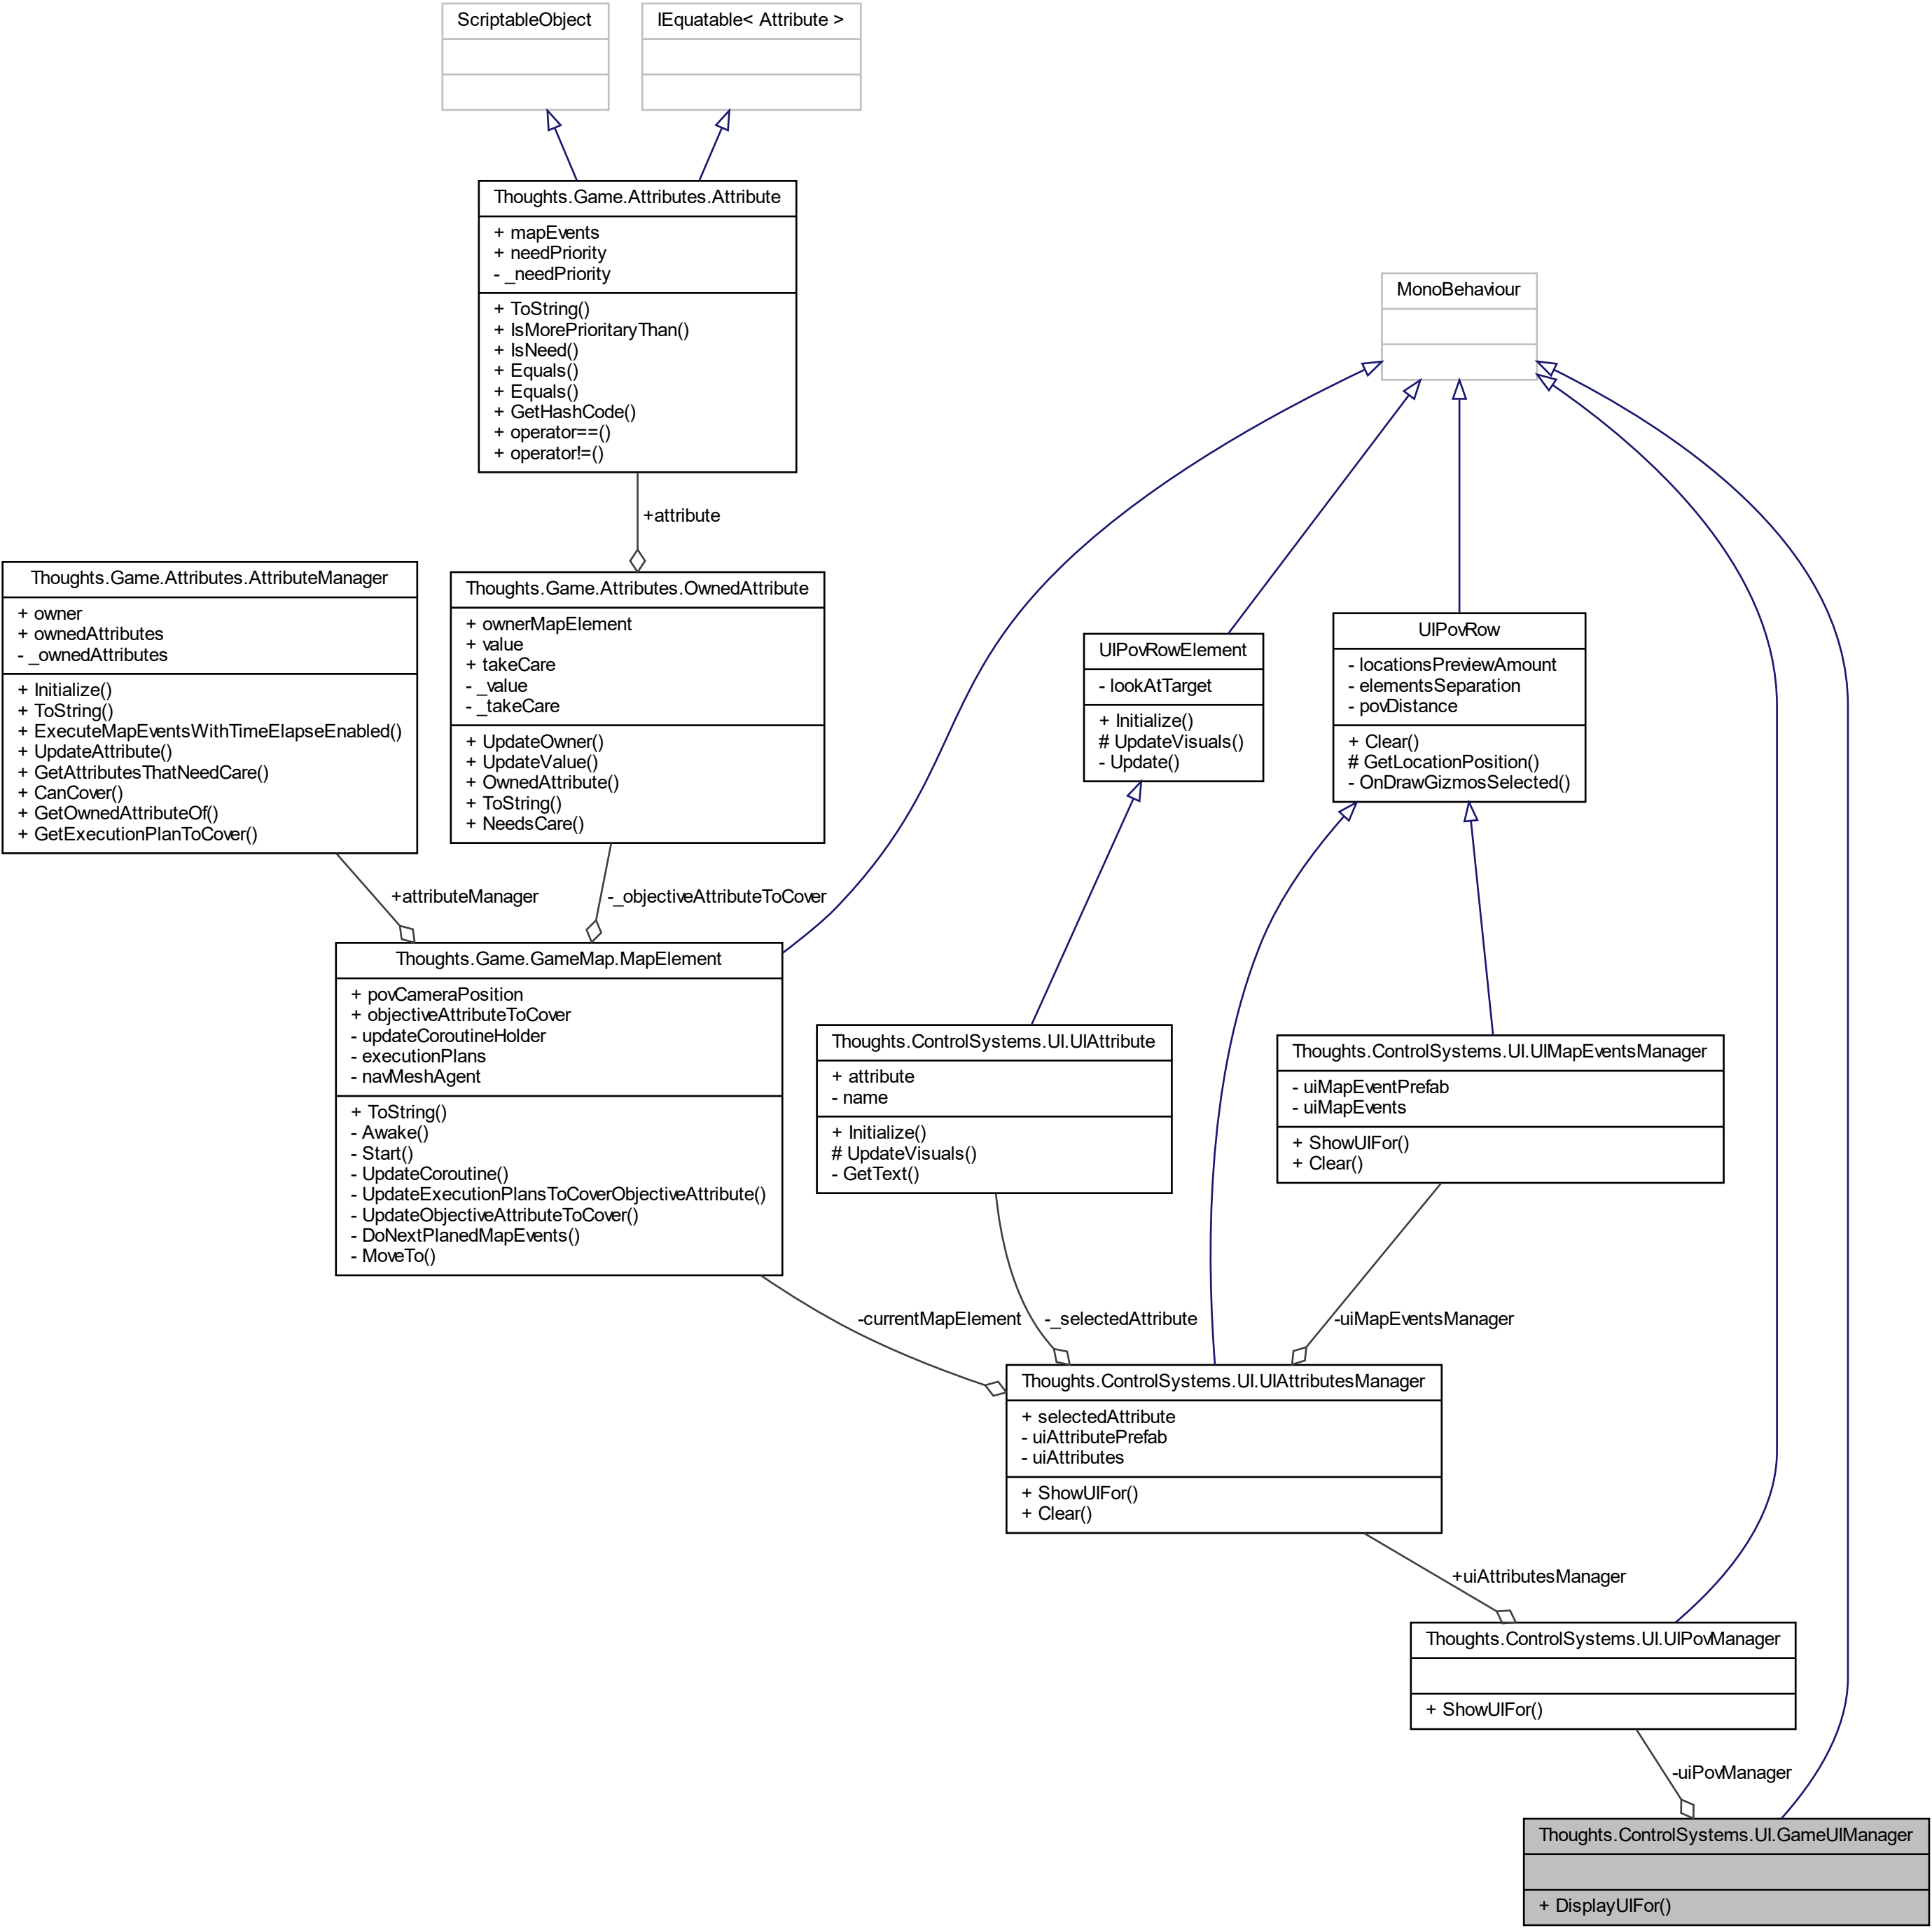 ScriptableObject
IEquatable< Attribute >
Thoughts.Game.Attributes.Attribute
+ mapEvents
+ needPriority
- _needPriority
+ ToString()
+ IsMorePrioritaryThan()
+ IsNeed()
+ Equals()
+ Equals()
+ GetHashCode()
+ operator==()
+ operator!=()
MonoBehaviour
+attribute
Thoughts.Game.Attributes.AttributeManager
+ owner
+ ownedAttributes
- _ownedAttributes
+ Initialize()
+ ToString()
+ ExecuteMapEventsWithTimeElapseEnabled()
+ UpdateAttribute()
+ GetAttributesThatNeedCare()
+ CanCover()
+ GetOwnedAttributeOf()
+ GetExecutionPlanToCover()
Thoughts.Game.Attributes.OwnedAttribute
+ ownerMapElement
+ value
+ takeCare
- _value
- _takeCare
+ UpdateOwner()
+ UpdateValue()
+ OwnedAttribute()
+ ToString()
+ NeedsCare()
UIPovRowElement
- lookAtTarget
+ Initialize()
# UpdateVisuals()
- Update()
UIPovRow
- locationsPreviewAmount
- elementsSeparation
- povDistance
+ Clear()
# GetLocationPosition()
- OnDrawGizmosSelected()
+attributeManager
-_objectiveAttributeToCover
Thoughts.Game.GameMap.MapElement
+ povCameraPosition
+ objectiveAttributeToCover
- updateCoroutineHolder
- executionPlans
- navMeshAgent
+ ToString()
- Awake()
- Start()
- UpdateCoroutine()
- UpdateExecutionPlansToCoverObjectiveAttribute()
- UpdateObjectiveAttributeToCover()
- DoNextPlanedMapEvents()
- MoveTo()
Thoughts.ControlSystems.UI.UIAttribute
+ attribute
- name
+ Initialize()
# UpdateVisuals()
- GetText()
Thoughts.ControlSystems.UI.UIMapEventsManager
- uiMapEventPrefab
- uiMapEvents
+ ShowUIFor()
+ Clear()
-currentMapElement
-_selectedAttribute
-uiMapEventsManager
Thoughts.ControlSystems.UI.UIAttributesManager
+ selectedAttribute
- uiAttributePrefab
- uiAttributes
+ ShowUIFor()
+ Clear()
+uiAttributesManager
Thoughts.ControlSystems.UI.UIPovManager
+ ShowUIFor()
-uiPovManager
Thoughts.ControlSystems.UI.GameUIManager
+ DisplayUIFor()